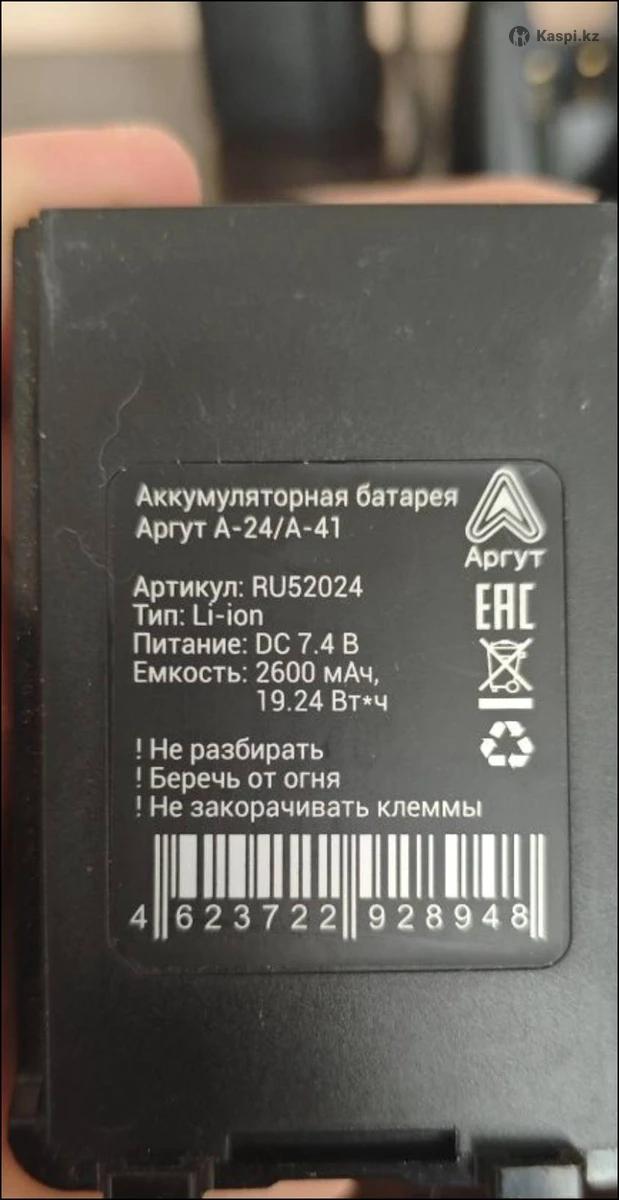 Kaspi.kz
Аккумуляторная батарея
Аргут А-24/А-41
Аргут
Артикул: RU52024
Тип: Li-ion
Питание: DC 7.4 В
Емкость: 2600 мАч,
19.24 Вт*ч
EAC
! Не разбирать
! Беречь от огня
! Не закорачивать клеммы
4 623722 928948